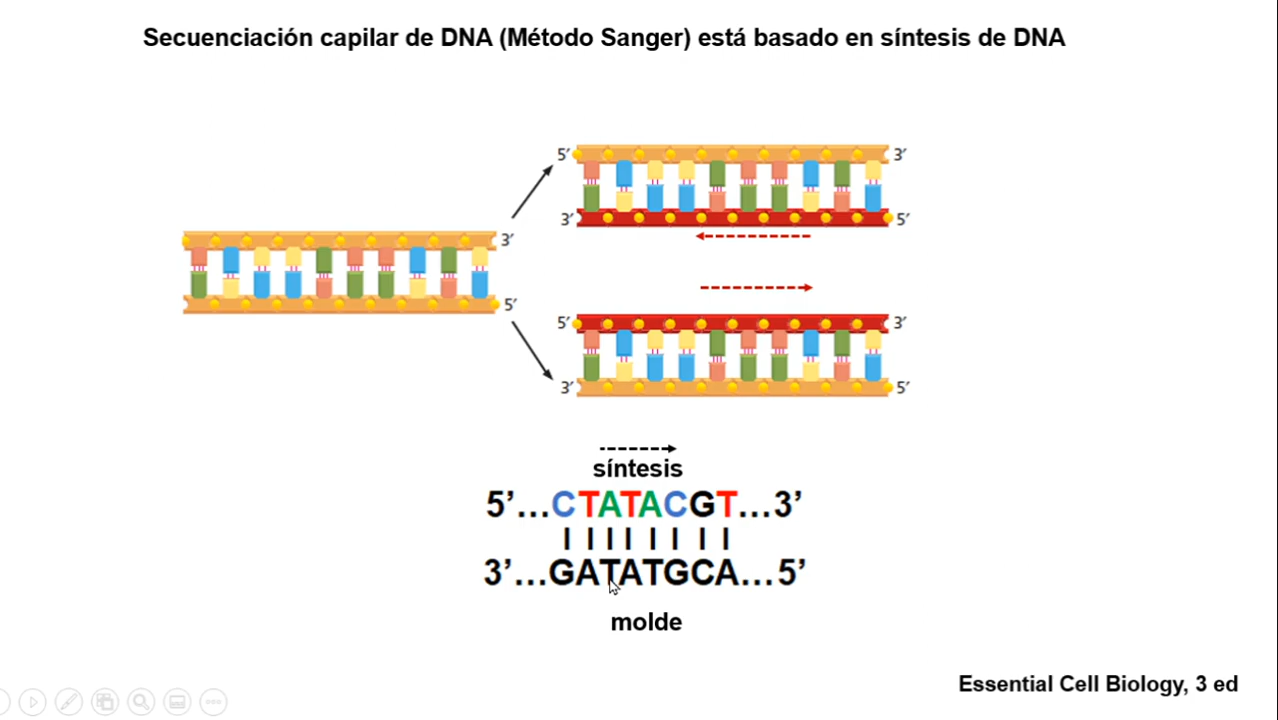 Secuenciación capilar de DNA (Método Sanger) está basado en síntesis de DNA
5′ 3′
3′ 5′
3′
5′
5′ 3′
3′ 5′
síntesis
5’...CTATACGT...3’
3’...GATATGCA...5’
molde
Essential Cell Biology, 3 ed